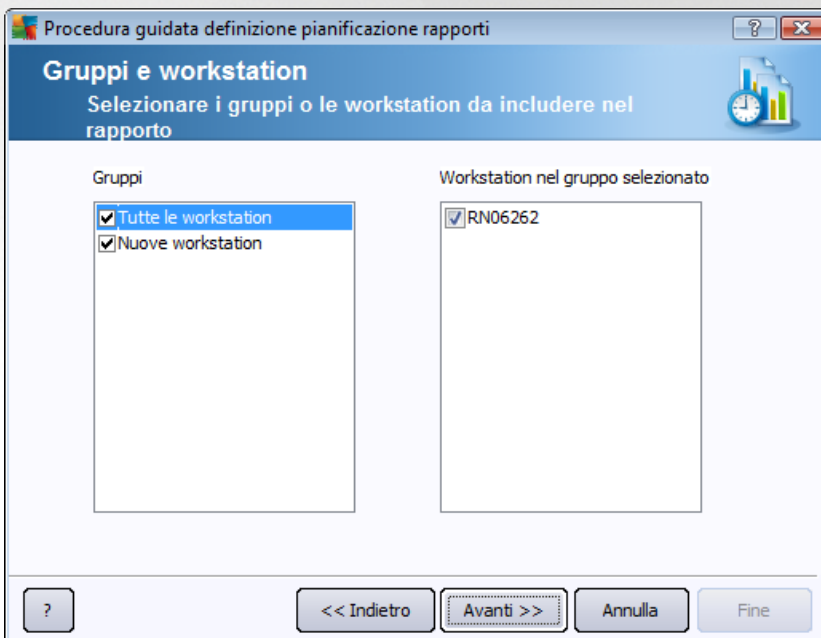 Procedura guidata definizione pianificazione rapporti
?
Gruppi e workstation
Selezionare i gruppi o le workstation da includere nel
rapporto
Gruppi
Workstation nel gruppo selezionato
Tutte le workstation
RN06262
Nuove workstation
?
<< Indietro
Avanti >>
Annulla
Fine